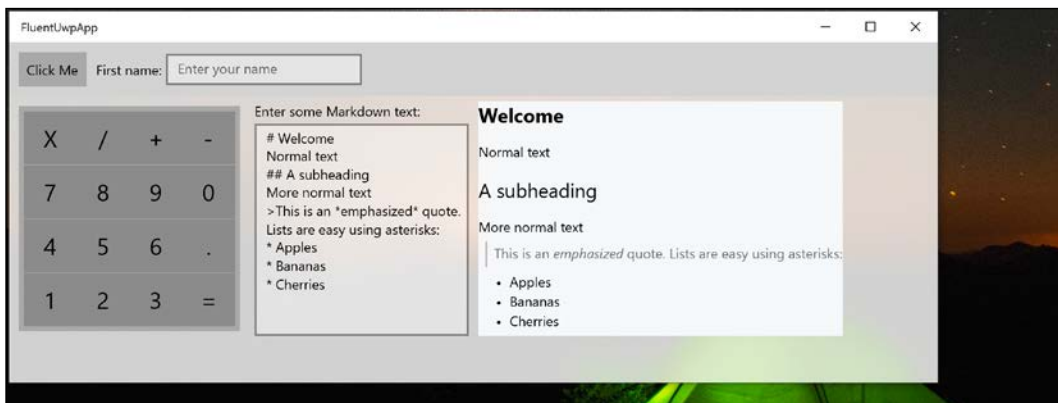 FluentUwpApp
Click Me First name: Enter your name
X / + -
7 8 9 0
4 5 6 .
1 2 3 =
Enter some Markdown text:
# Welcome
Normal text
## A subheading
More normal text
>This is an *emphasized* quote.
Lists are easy using asterisks:
* Apples
* Bananas
* Cherries
Welcome
Normal text
A subheading
More normal text
This is an emphasized quote. Lists are easy using asterisks:
• Apples
• Bananas
• Cherries